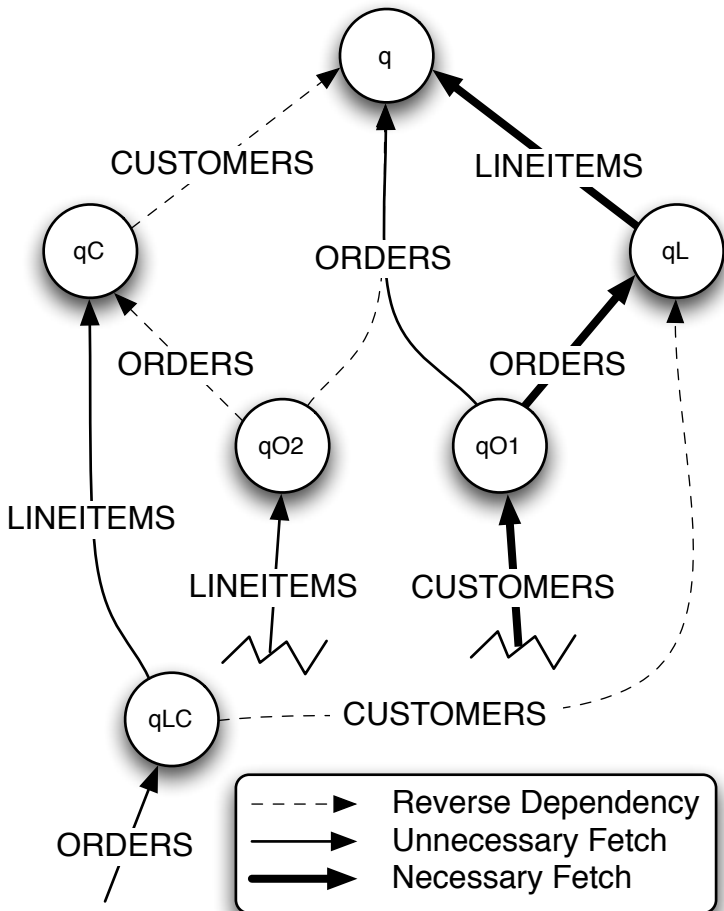 q
CUSTOMERS
LINEITEMS
qC
ORDERS
qL
ORDERS
ORDERS
qO2
qO1
LINEITEMS
LINEITEMS
CUSTOMERS
qLC
CUSTOMERS
ORDERS
Reverse Dependency
Unnecessary Fetch
Necessary Fetch